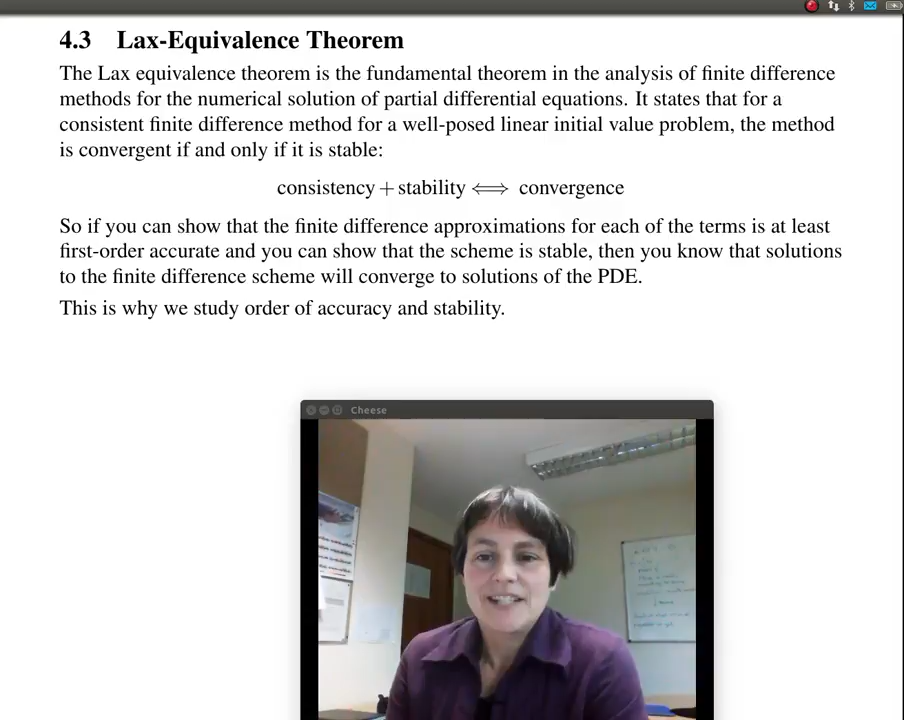 4.3 Lax-Equivalence Theorem
The Lax equivalence theorem is the fundamental theorem in the analysis of finite difference
methods for the numerical solution of partial differential equations. It states that for a
consistent finite difference method for a well-posed linear initial value problem, the method
is convergent if and only if it is stable:
consistency + stability ⟺ convergence
So if you can show that the finite difference approximations for each of the terms is at least
first-order accurate and you can show that the scheme is stable, then you know that solutions
to the finite difference scheme will converge to solutions of the PDE.
This is why we study order of accuracy and stability.
Cheese